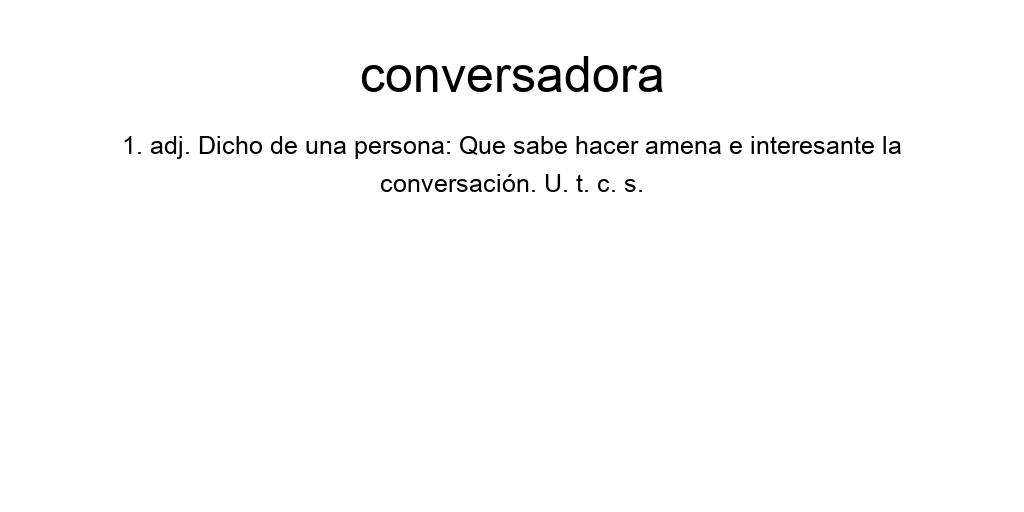 conversadora
1. adj. Dicho de una persona: Que sabe hacer amena e interesante la
conversación. U. t. c. s.